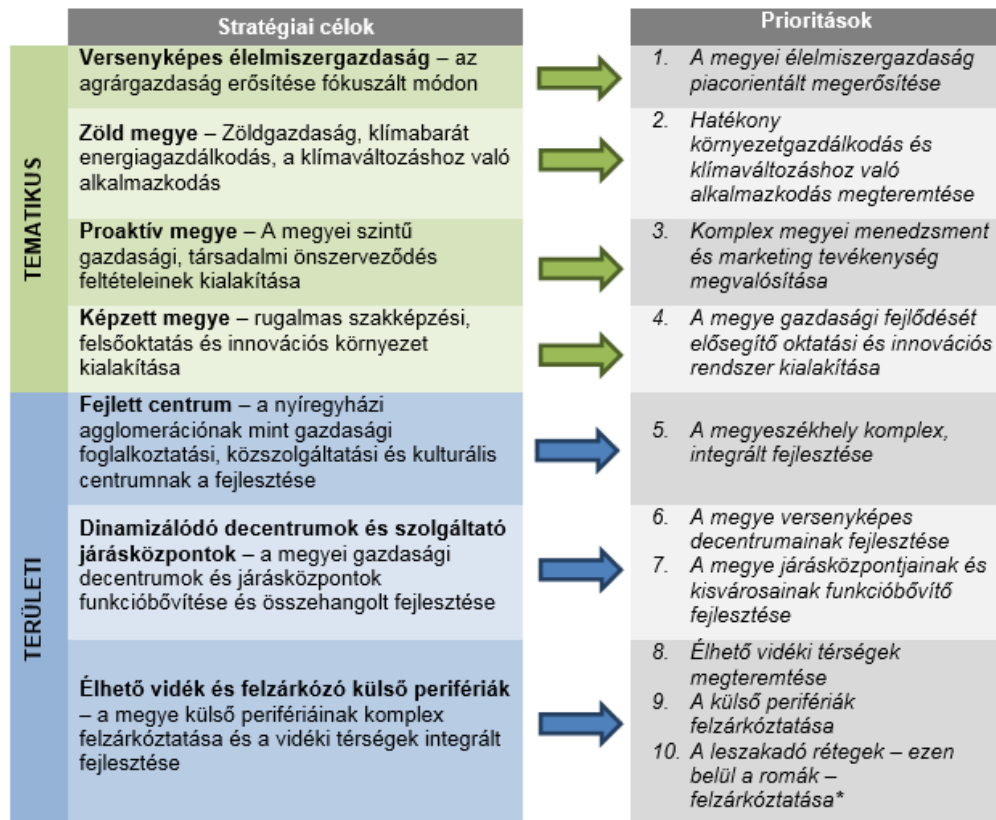 Stratégiai célok
Prioritások
TEMATIKUS
Versenyképes élelmiszergazdaság – az
agrárgazdaság erősítése fókuszált módon
1. A megyei élelmiszergazdaság
piacorientált megerősítése
Zöld megye – Zöldgazdaság, klímabarát
energiagazdálkodás, a klímaváltozáshoz való
alkalmazkodás
2. Hatékony
környezetgazdálkodás és
klímaváltozáshoz való
alkalmazkodás megteremtése
Proaktív megye – A megyei szintű
gazdasági, társadalmi önszerveződés
feltételeinek kialakítása
3. Komplex megyei menedzsment
és marketing tevékenység
megvalósítása
Képzett megye – rugalmas szakképzési,
felsőoktatás és innovációs környezet
kialakítása
4. A megye gazdasági fejlődését
elősegítő oktatási és innovációs
rendszer kialakítása
TERÜLETI
Fejlett centrum – a nyíregyházi
agglomerációnak mint gazdasági
foglalkoztatási, közszolgáltatási és kulturális
centrumnak a fejlesztése
5. A megyeszékhely komplex,
integrált fejlesztése
Dinamizálódó decentrumok és szolgáltató
járásközpontok – a megyei gazdasági
decentrumok és járásközpontok
funkcióbővítése és összehangolt fejlesztése
6. A megye versenyképes
decentrumainak fejlesztése
7. A megye járásközpontjainak és
kisvárosainak funkcióbővítő
fejlesztése
Élhető vidék és felzárkózó külső perifériák
– a megye külső perifériáinak komplex
felzárkóztatása és a vidéki térségek integrált
fejlesztése
8. Élhető vidéki térségek
megteremtése
9. A külső perifériák
felzárkóztatása
10. A leszakadó rétegek – ezen
belül a romák –
felzárkóztatása*